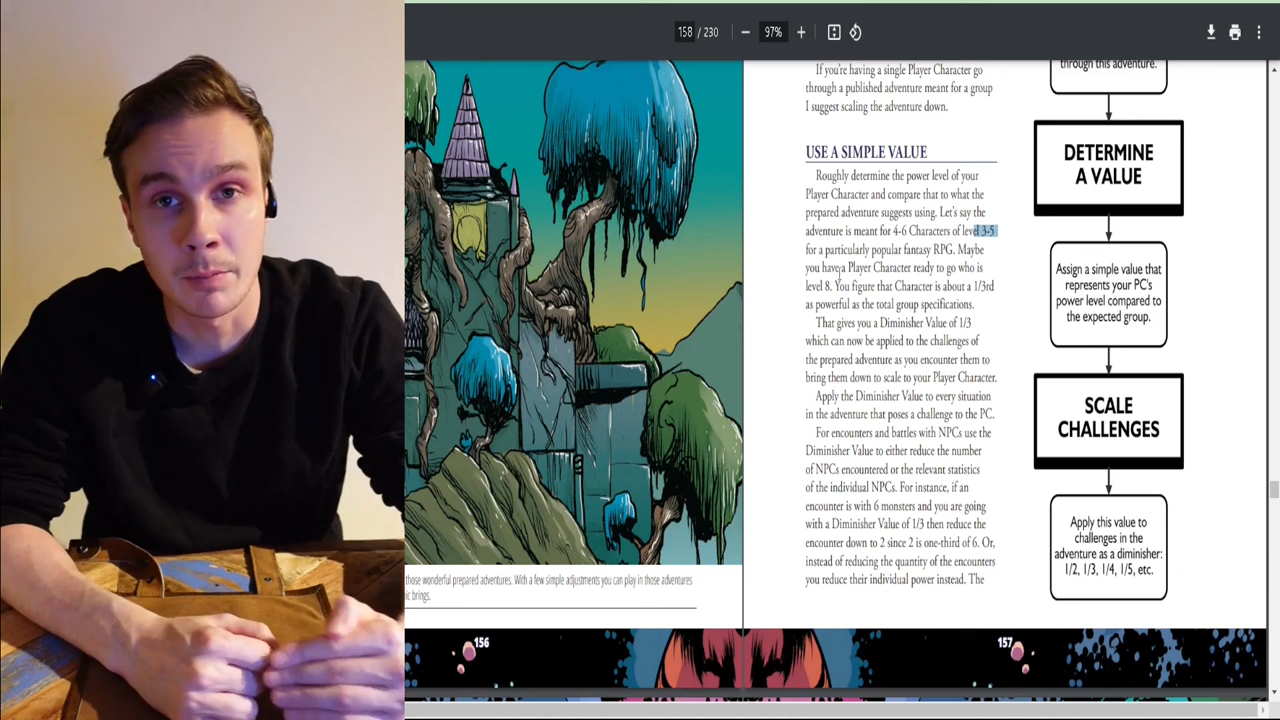 158 / 230
97%
If you're having a single Player Character go
through a published adventure meant for a group
I suggest scaling the adventure down.
USE A SIMPLE VALUE
Roughly determine the power level of your
Player Character and compare that to what the
prepared adventure suggests using. Let's say the
adventure is meant for 4-6 Characters of level 3-5
for a particularly popular fantasy RPG. Maybe
you have a Player Character ready to go who is
level 8. You figure that Character is about a 1/3rd
as powerful as the total group specifications.
That gives you a Diminisher Value of 1/3
which can now be applied to the challenges of
the prepared adventure as you encounter them to
bring them down to scale to your Player Character.
Apply the Diminisher Value to every situation
in the adventure that poses a challenge to the PC.
For encounters and battles with NPCs use the
Diminisher Value to either reduce the number
of NPCs encountered or the relevant statistics
of the individual NPCs. For instance, if an
encounter is with 6 monsters and you are going
with a Diminisher Value of 1/3 then reduce the
encounter down to 2 since 2 is one-third of 6. Or,
instead of reducing the quantity of the encounters
you reduce their individual power instead. The
through this adventure.
DETERMINE
A VALUE
Assign a simple value that
represents your PC's
power level compared to
the expected group.
SCALE
CHALLENGES
Apply this value to
challenges in the
adventure as a diminisher:
1/2, 1/3, 1/4, 1/5, etc.
those wonderful prepared adventures. With a few simple adjustments you can play in those adventures
ic brings.
156
157